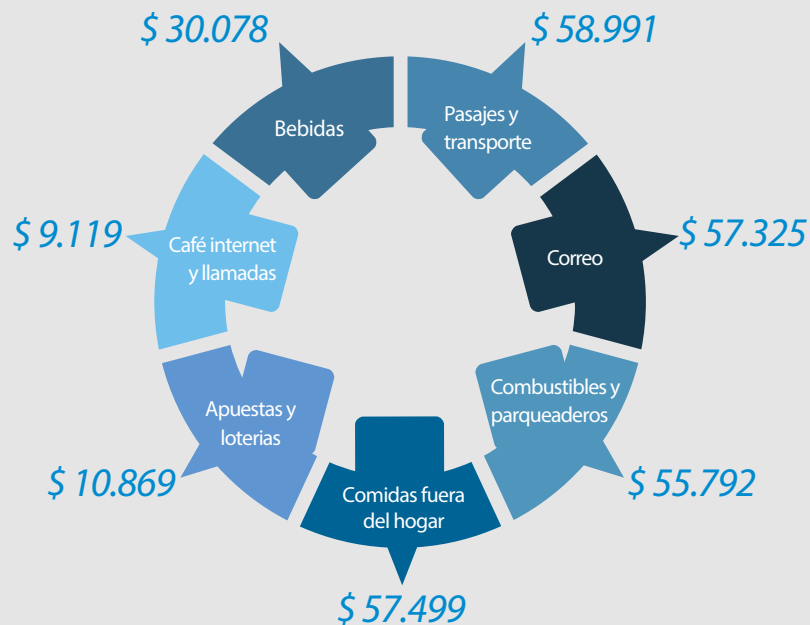 $ 30.078
$ 58.991
Bebidas
Pasajes y
transporte
$ 9.119
Café internet
y llamadas
Correo
$ 57.325
Apuestas y
loterias
Combustibles y
parqueaderos
$ 10.869
Comidas fuera
del hogar
$ 55.792
$ 57.499